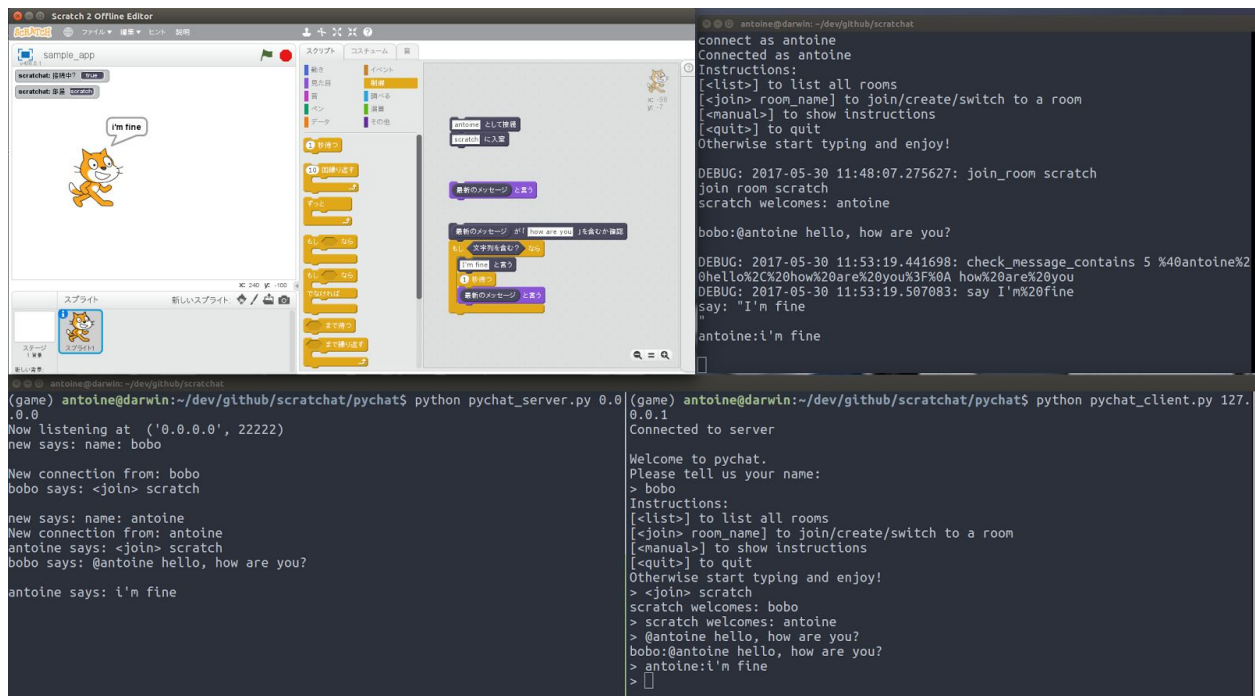 Scratch 2 Offline Editor
SCRATCH ファイル▼ 編集▼ ヒント 説明
sample_app
scratchat: 接続中? true
scratchat: 部屋 scratch
i'm fine
X: 240 y: -100
スプライト 新しいスプライト:
ステージ
1 背景
スプライト1
新しい背景
スクリプト コスチューム 音
動き イベント
見た目 制御
音 調べる
ペン 演算
データ その他
1 秒待つ
10 回繰り返す
ずっと
もし なら
もし なら
でなければ
まで待つ
まで繰り返す
antoine として接続
scratch に入室
最新のメッセージ と言う
最新のメッセージ が「 how are you 」を含むか確認
もし 文字列を含む? なら
I'm fine と言う
1 秒待つ
最新のメッセージ と言う
antoine@darwin: ~/dev/github/scratchat
connect as antoine
Connected as antoine
Instructions:
[<list>] to list all rooms
[<join> room_name] to join/create/switch to a room
[<manual>] to show instructions
[<quit>] to quit
Otherwise start typing and enjoy!
DEBUG: 2017-05-30 11:48:07.275627: join_room scratch
join room scratch
scratch welcomes: antoine
bobo:@antoine hello, how are you?
DEBUG: 2017-05-30 11:53:19.441698: check_message_contains 5 %40antoine%2
0hello%2C%20how%20are%20you%3F%0A how%20are%20you
DEBUG: 2017-05-30 11:53:19.507083: say I'm%20fine
say: "I'm fine
"
antoine:i'm fine
antoine@darwin: ~/dev/github/scratchat
(game) antoine@darwin:~/dev/github/scratchat/pychat$ python pychat_server.py 0.0
.0.0
Now listening at ('0.0.0.0', 22222)
new says: name: bobo
New connection from: bobo
bobo says: <join> scratch
new says: name: antoine
New connection from: antoine
antoine says: <join> scratch
bobo says: @antoine hello, how are you?
antoine says: i'm fine
(game) antoine@darwin:~/dev/github/scratchat/pychat$ python pychat_client.py 127.
0.0.1
Connected to server
Welcome to pychat.
Please tell us your name:
> bobo
Instructions:
[<list>] to list all rooms
[<join> room_name] to join/create/switch to a room
[<manual>] to show instructions
[<quit>] to quit
Otherwise start typing and enjoy!
> <join> scratch
scratch welcomes: bobo
> scratch welcomes: antoine
> @antoine hello, how are you?
bobo:@antoine hello, how are you?
> antoine:i'm fine
>